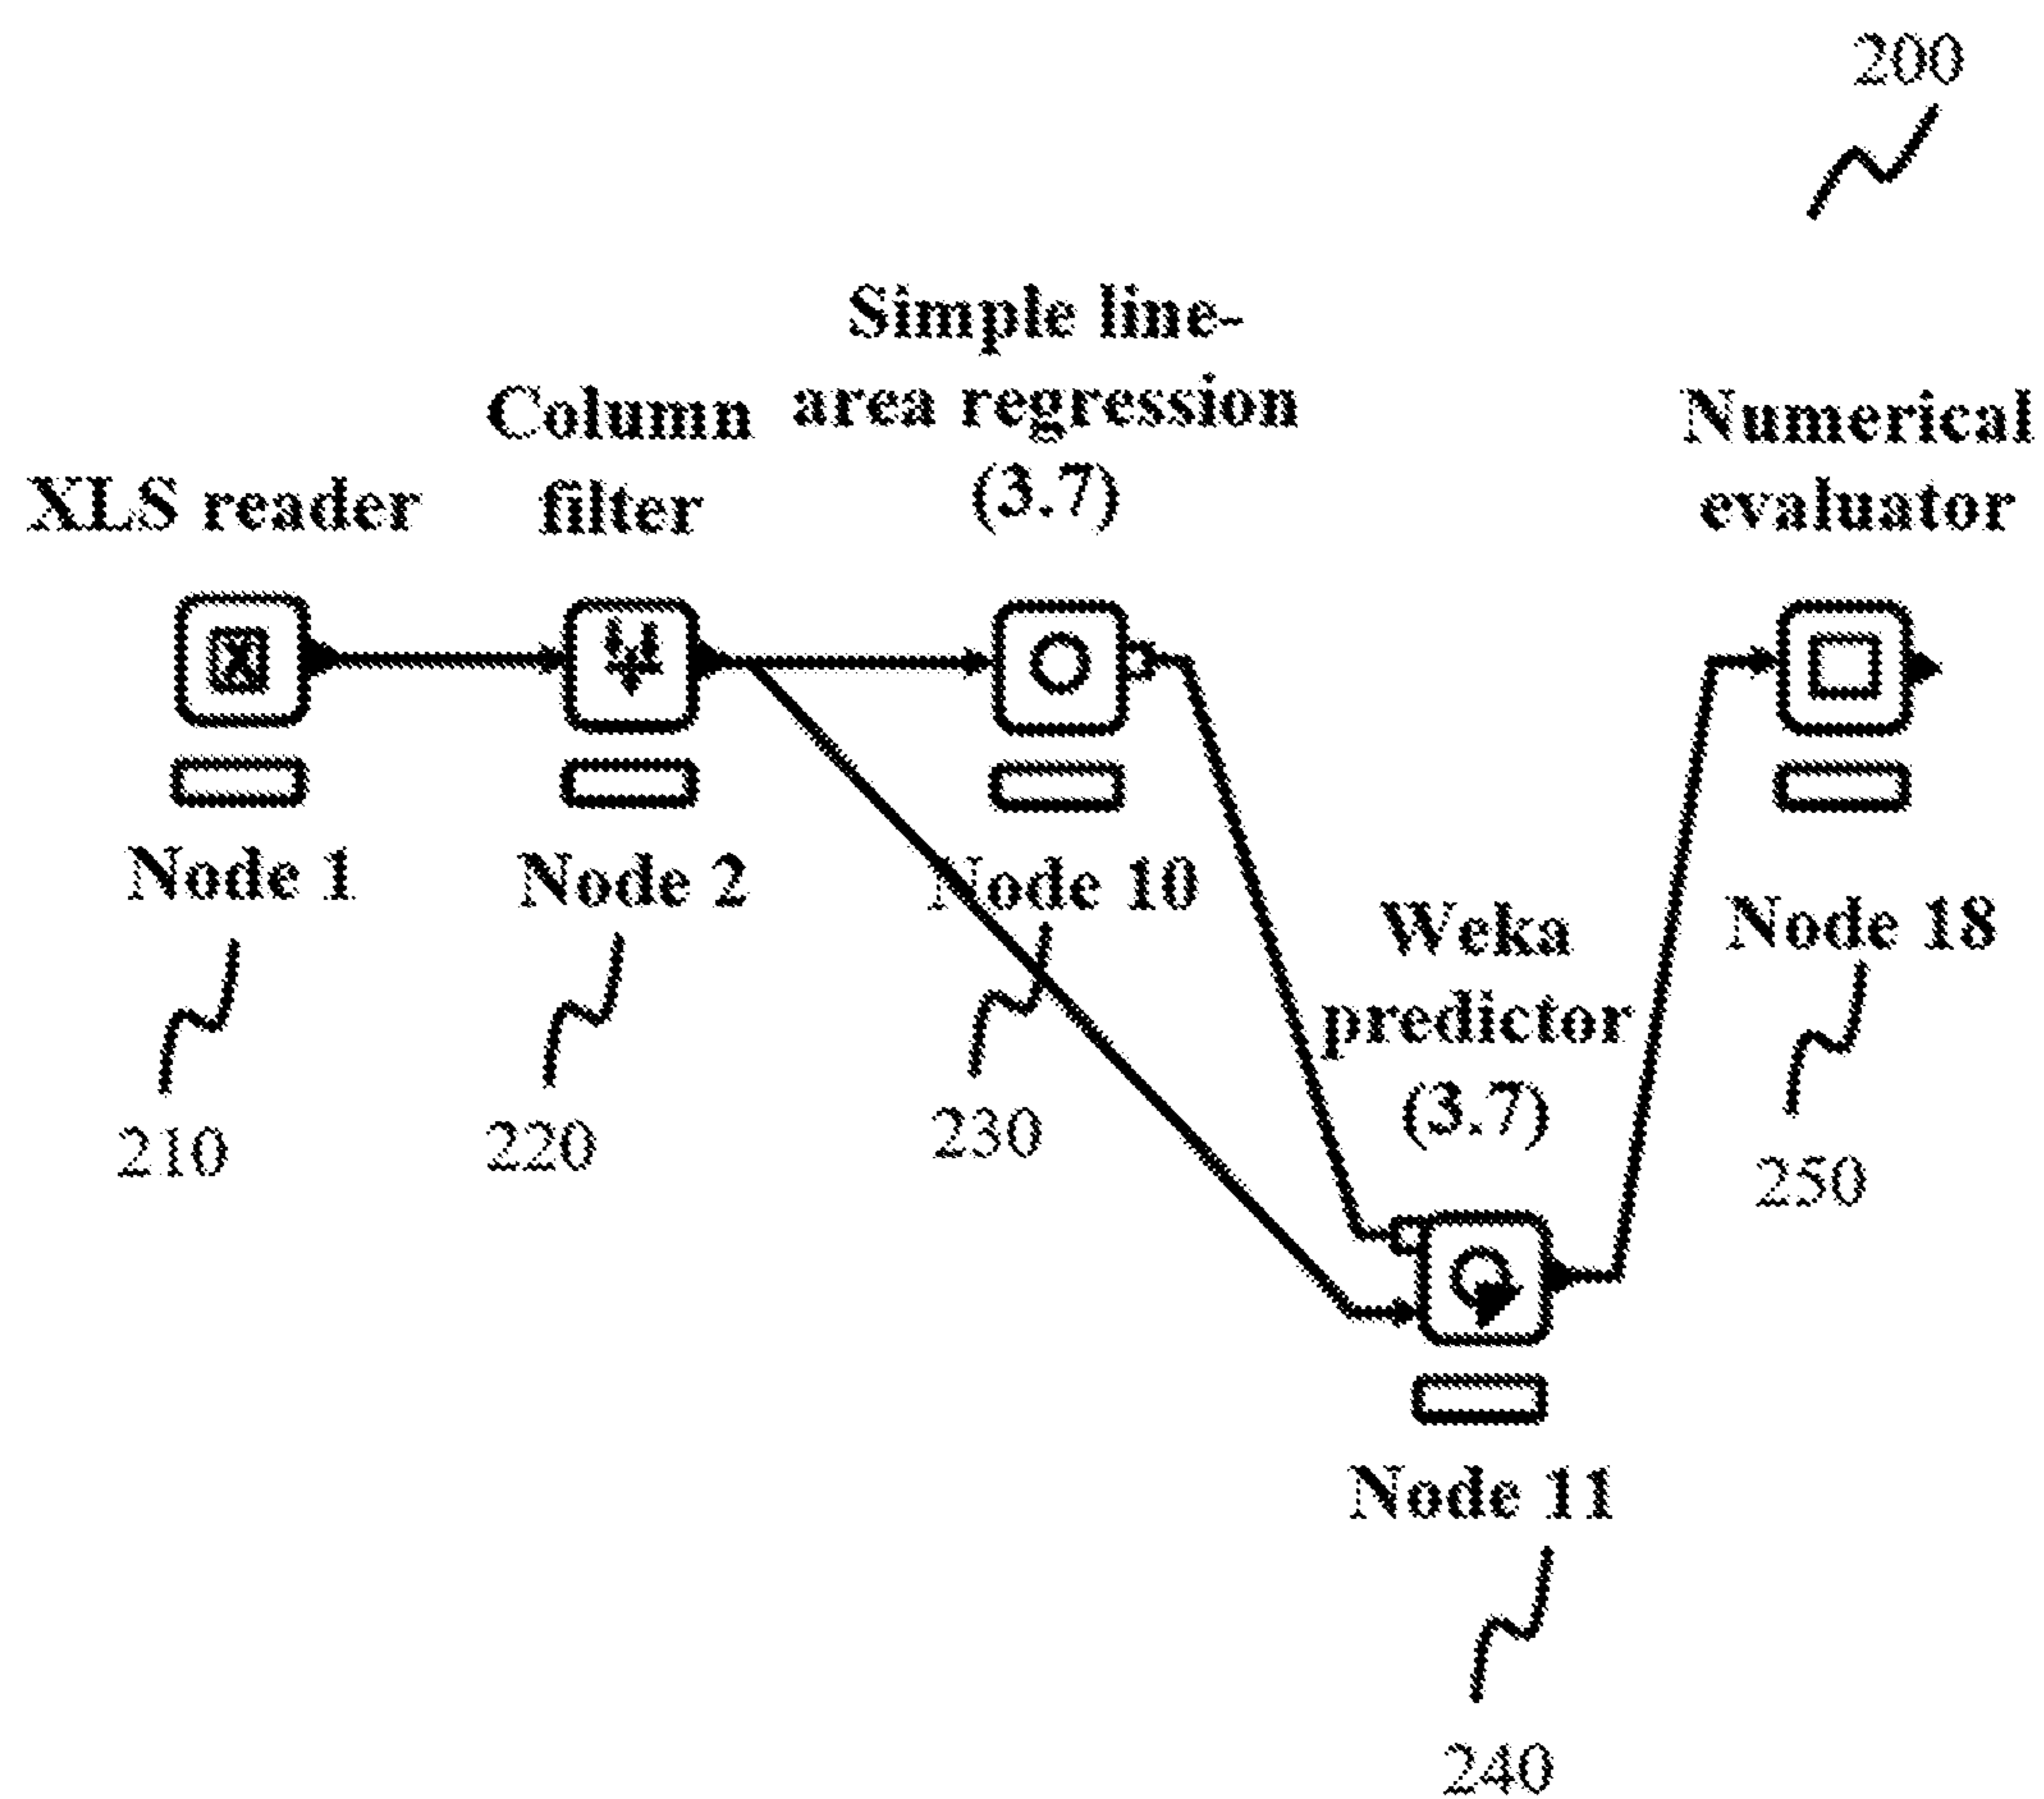 200
Simple line-
area regression
(3.7)
Column
filter
XLS reader
Numerical
evaluator
Node 1
Node 2
Node 10
Node 18
Weka
predictor
(3.7)
210
220
230
250
Node 11
240